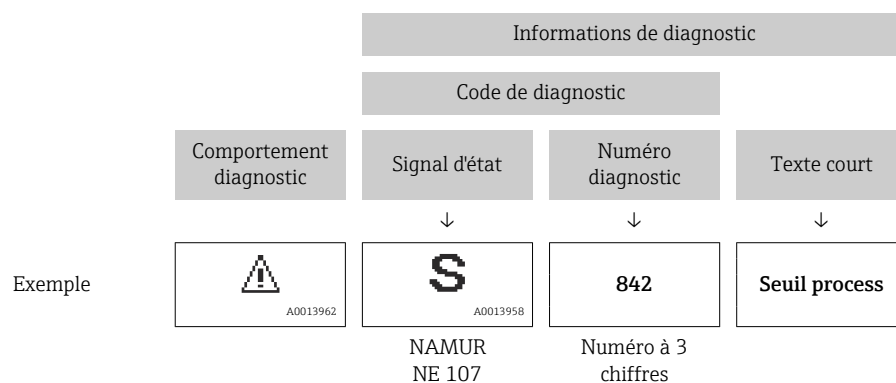 Informations de diagnostic
Code de diagnostic
Comportement
diagnostic
Signal d'état
Numéro
diagnostic
Texte court
↓ ↓ ↓
Exemple
⚠
A0013962
S
A0013958
842
Seuil process
NAMUR
NE 107
Numéro à 3
chiffres